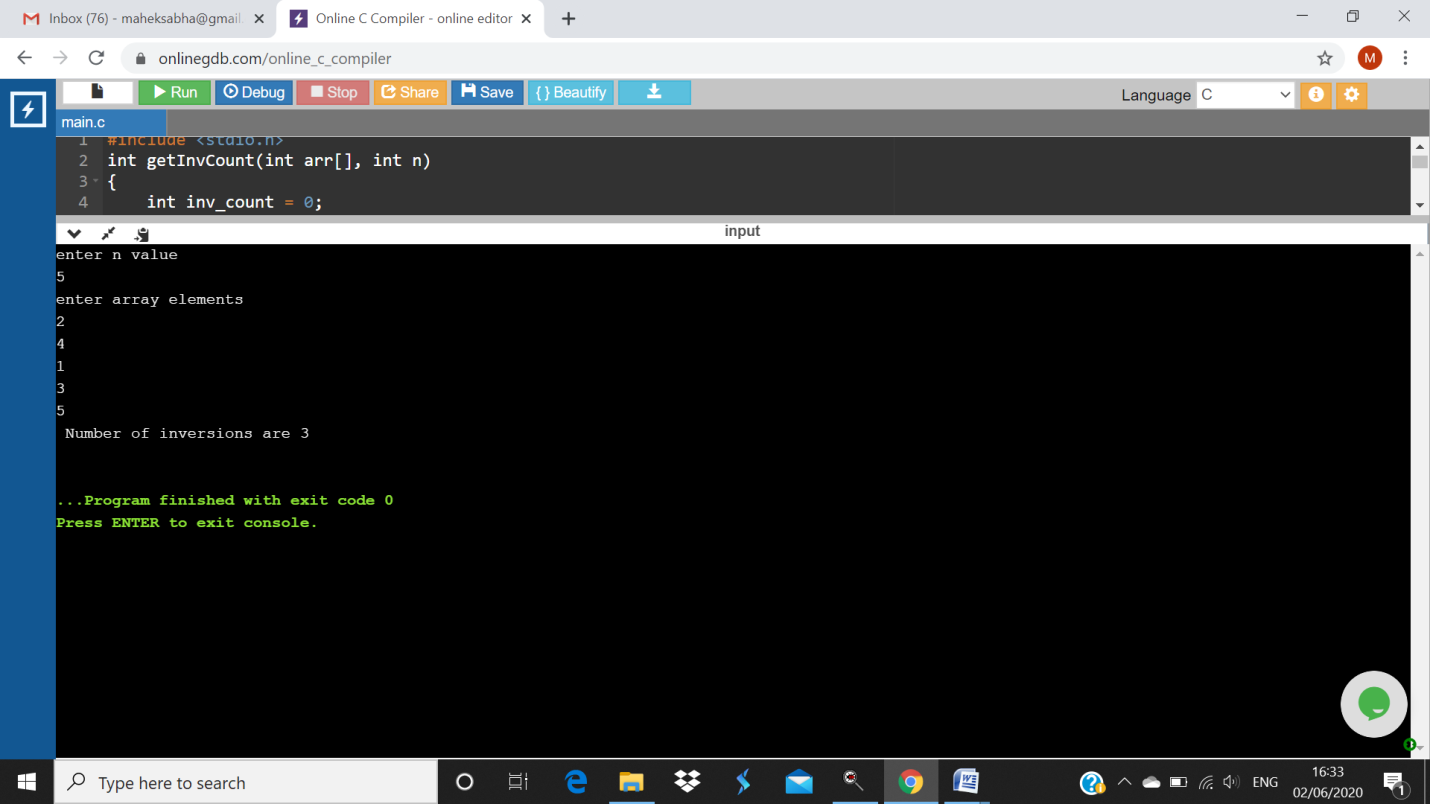 Inbox (76) - maheksabha@gmail.
Online C Compiler - online editor
onlinegdb.com/online_c_compiler
M
Run
Debug
Stop
Share
Save
{ } Beautify
Language
C
main.c
1 #include <stdio.h>
2 int getInvCount(int arr[], int n)
3 {
4 int inv_count = 0;
input
enter n value
5
enter array elements
2
4
1
3
5
Number of inversions are 3
...Program finished with exit code 0
Press ENTER to exit console.
Type here to search
ENG
16:33
02/06/2020
1